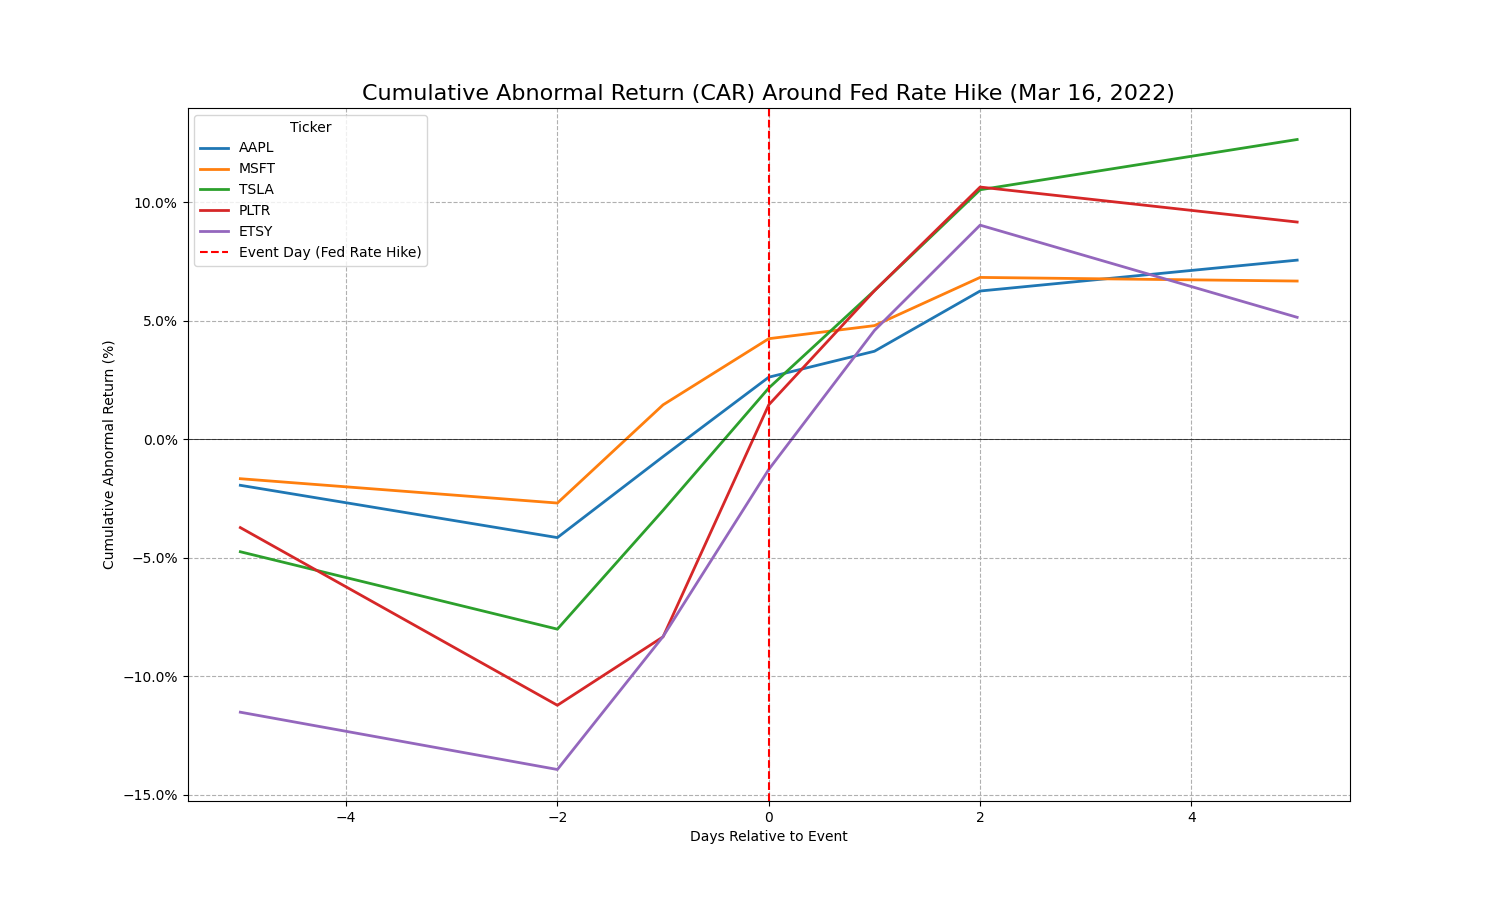 Cumulative Abnormal Return (CAR) Around Fed Rate Hike (Mar 16, 2022)
Ticker
AAPL
MSFT
TSLA
PLTR
ETSY
Event Day (Fed Rate Hike)
10.0%
5.0%
0.0%
−5.0%
−10.0%
−15.0%
Cumulative Abnormal Return (%)
−4
−2
0
2
4
Days Relative to Event